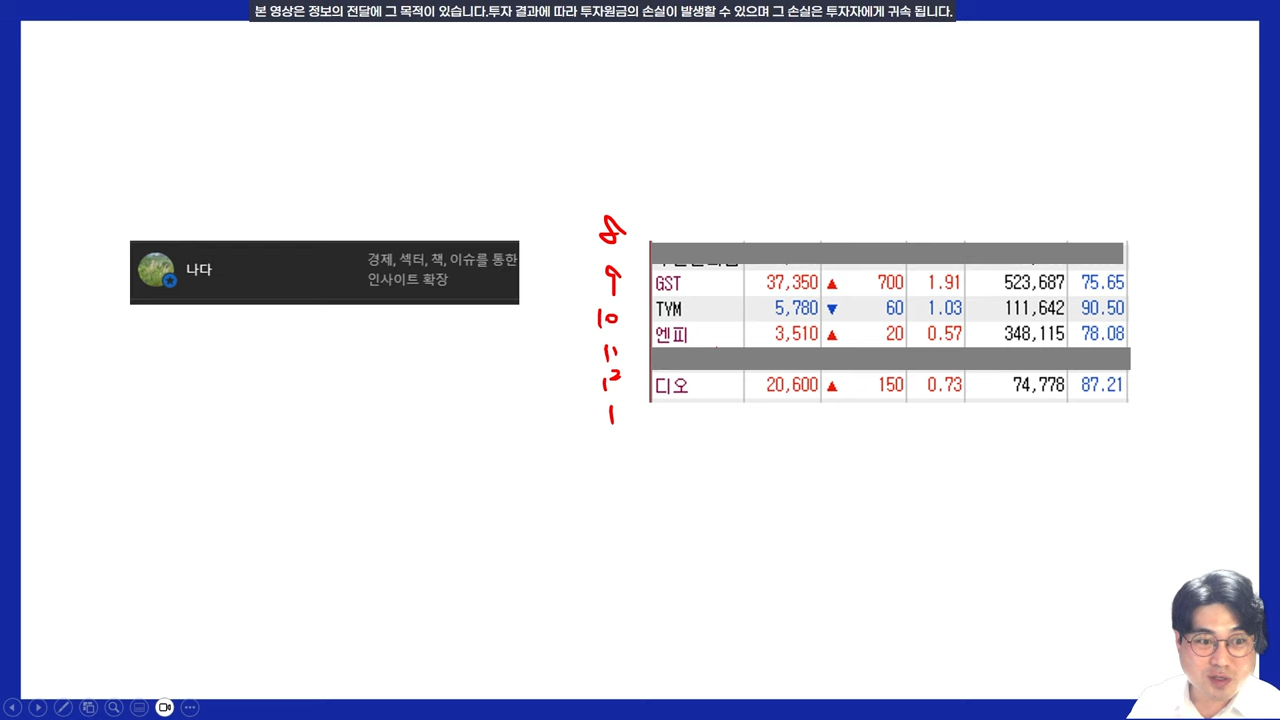 본 영상은 정보의 전달에 그 목적이 있습니다.투자 결과에 따라 투자원금의 손실이 발생할 수 있으며 그 손실은 투자자에게 귀속 됩니다.
나다
경제, 섹터, 책, 이슈를 통한
인사이트 확장
8
9
10
11
12
1
GST 37,350 ▲ 700 1.91 523,687 75.65
TYM 5,780 ▼ 60 1.03 111,642 90.50
엔피 3,510 ▲ 20 0.57 348,115 78.08
디오 20,600 ▲ 150 0.73 74,778 87.21